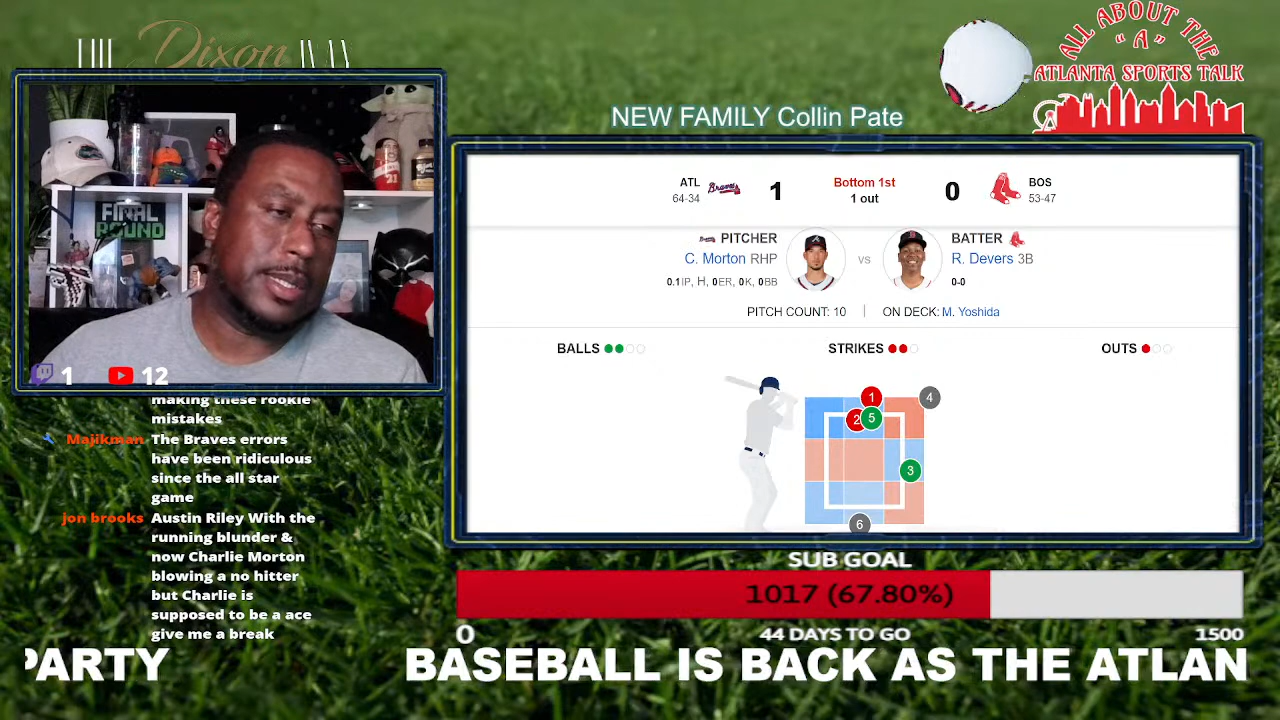 Dixon
ALL ABOUT THE
"A"
ATLANTA SPORTS TALK
NEW FAMILY Collin Pate
FINAL
ROUND
ATL
64-34
Braves
1
Bottom 1st
1 out
0
BOS
53-47
PITCHER
C. Morton RHP
0.1IP, H, 0ER, 0K, 0BB
vs
BATTER
R. Devers 3B
0-0
PITCH COUNT: 10
ON DECK: M. Yoshida
BALLS
STRIKES
OUTS
1
4
2
5
3
6
1
12
making these rookie
mistakes
Majikman The Braves errors
have been ridiculous
since the all star
game
jon brooks Austin Riley With the
running blunder &
now Charlie Morton
blowing a no hitter
but Charlie is
supposed to be a ace
give me a break
SUB GOAL
1017 (67.80%)
0
44 DAYS TO GO
1500
PARTY
BASEBALL IS BACK AS THE ATLAN